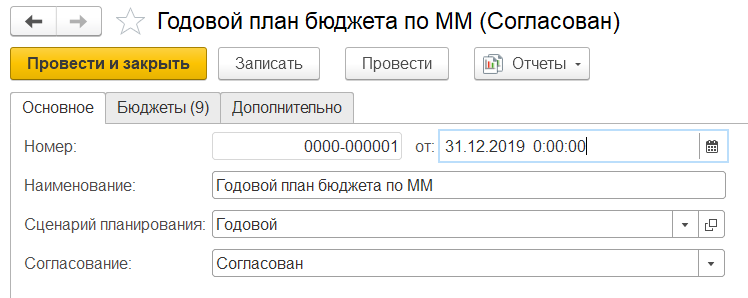 Годовой план бюджета по ММ (Согласован)
Провести и закрыть Записать Провести Отчеты
Основное Бюджеты (9) Дополнительно
Номер: 0000-000001 от: 31.12.2019 0:00:00
Наименование: Годовой план бюджета по ММ
Сценарий планирования: Годовой
Согласование: Согласован